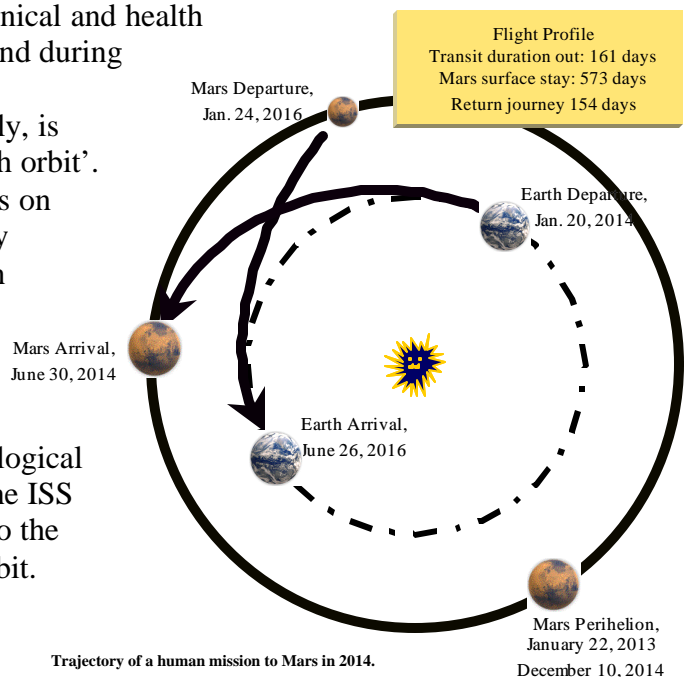 nical and health
nd during
ly, is
h orbit’.
s on
y
n
logical
ne ISS
o the
bit.
Flight Profile
Transit duration out: 161 days
Mars surface stay: 573 days
Return journey 154 days
Mars Departure,
Jan. 24, 2016
Earth Departure,
Jan. 20, 2014
Mars Arrival,
June 30, 2014
Earth Arrival,
June 26, 2016
Mars Perihelion,
January 22, 2013
December 10, 2014
Trajectory of a human mission to Mars in 2014.